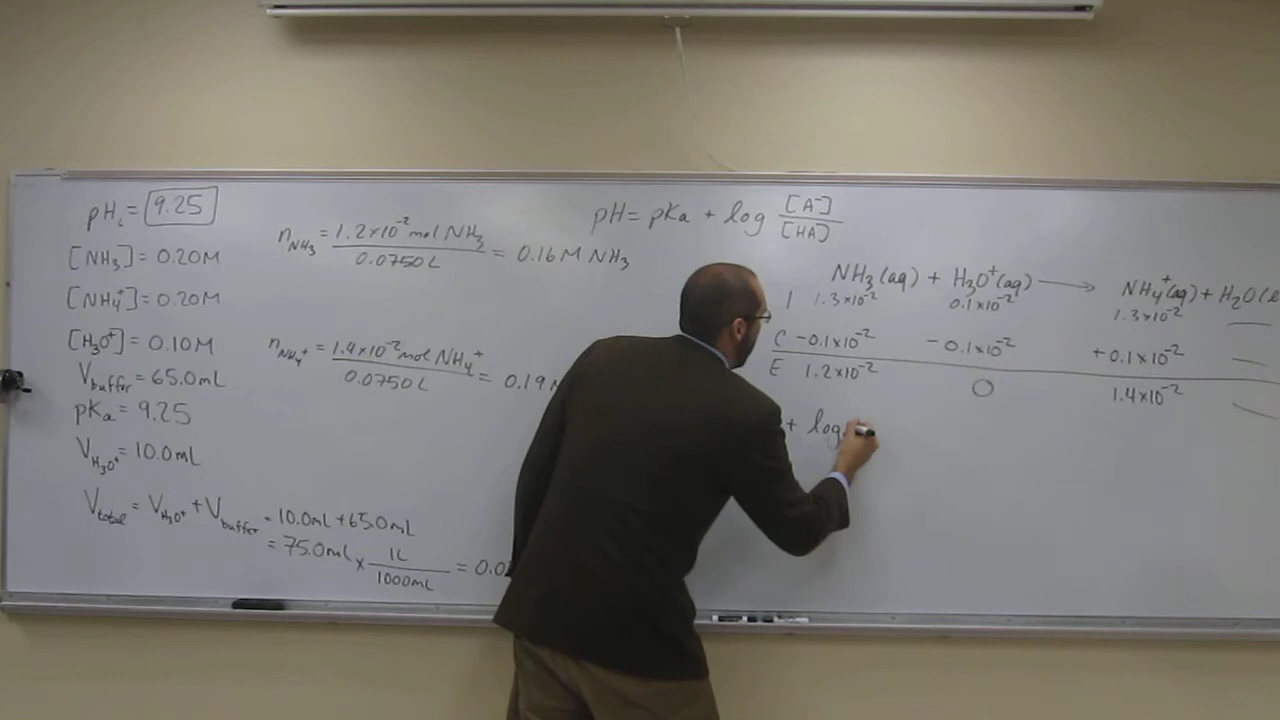 pHi = 9.25
[NH3] = 0.20M
[NH4+] = 0.20M
[H3O+] = 0.10M
Vbuffer = 65.0mL
pKa = 9.25
VH3O+ = 10.0mL
Vtotal = VH3O+ + Vbuffer = 10.0mL + 65.0mL
= 75.0mL x 1L / 1000mL = 0.0
nNH3 = 1.2x10^-2 mol NH3 / 0.0750L = 0.16M NH3
nNH4+ = 1.4x10^-2 mol NH4+ / 0.0750L = 0.19
pH = pKa + log [A-] / [HA]
NH3(aq) + H3O+(aq) → NH4+(aq) + H2O(
I 1.3x10^-2 0.1x10^-2 1.3x10^-2 —
C -0.1x10^-2 -0.1x10^-2 +0.1x10^-2 —
E 1.2x10^-2 0 1.4x10^-2 —
+ log